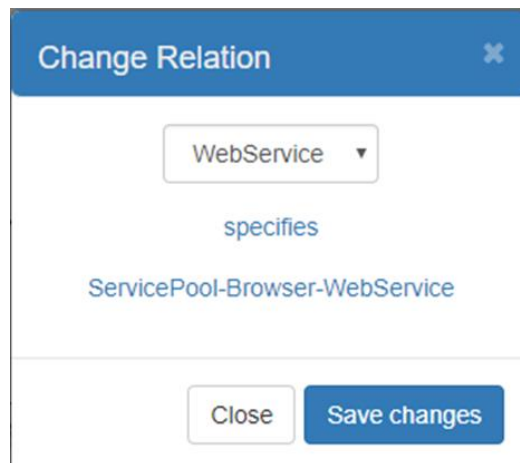 Change Relation
WebService
specifies
ServicePool-Browser-WebService
Close Save changes